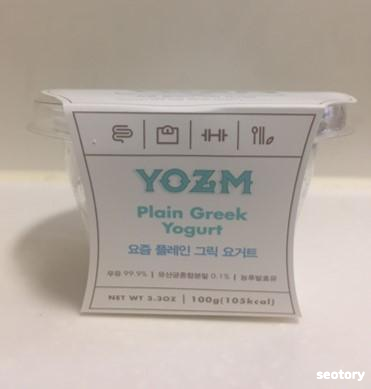 YOZM
Plain Greek
Yogurt
요즘 플레인 그릭 요거트
우유 99.9% | 유산균혼합분말 0.1% | 농후발효유
NET WT 3.3OZ | 100g(105kcal)
seotory